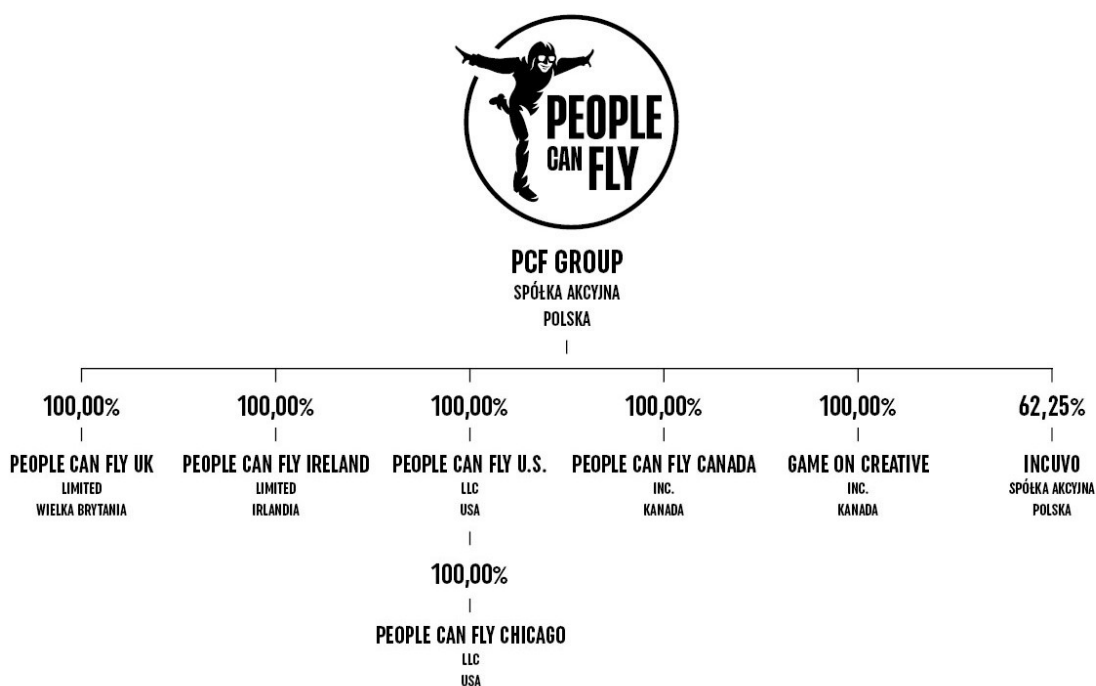 PEOPLE
CAN FLY
PCF GROUP
SPÓŁKA AKCYJNA
POLSKA
100,00% 100,00% 100,00% 100,00% 100,00% 62,25%
PEOPLE CAN FLY UK PEOPLE CAN FLY IRELAND PEOPLE CAN FLY U.S. PEOPLE CAN FLY CANADA GAME ON CREATIVE INCUVO
LIMITED LIMITED LLC INC. INC. SPÓŁKA AKCYJNA
WIELKA BRYTANIA IRLANDIA USA KANADA KANADA POLSKA
100,00%
PEOPLE CAN FLY CHICAGO
LLC
USA